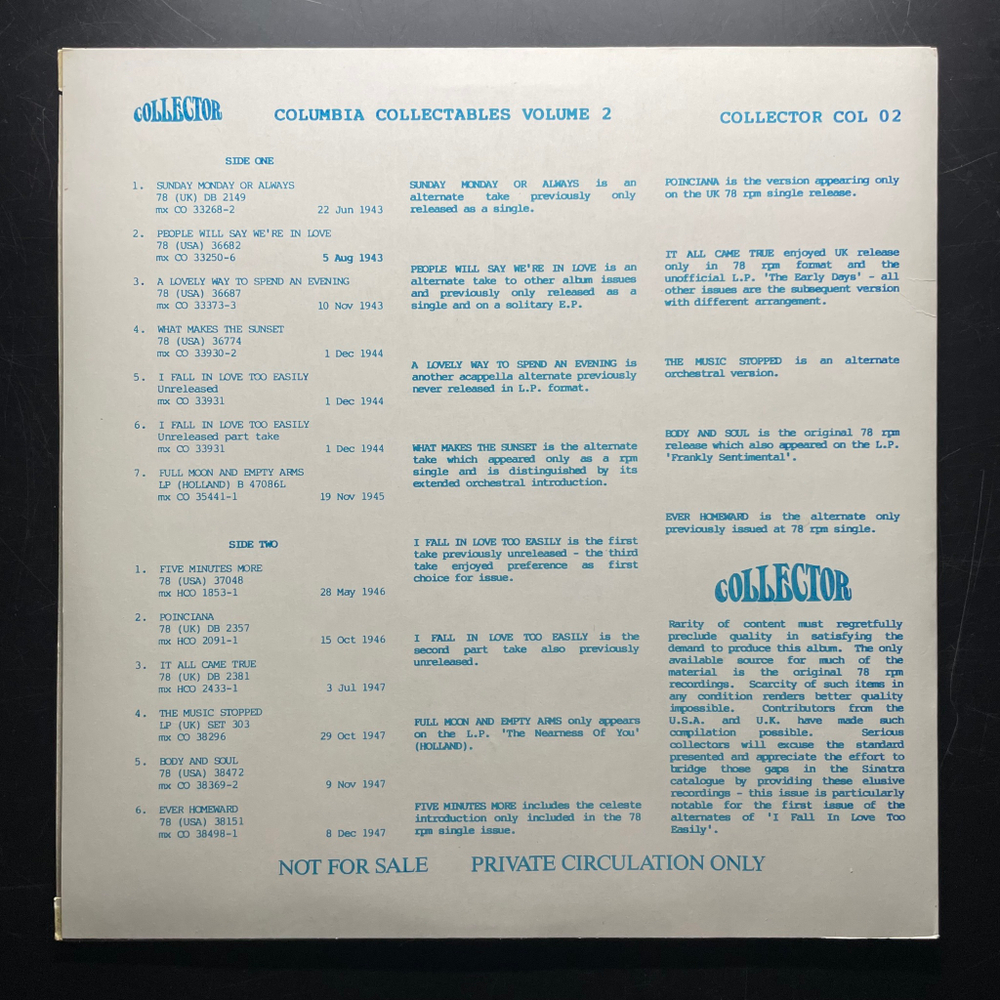 COLLECTOR
COLUMBIA COLLECTABLES VOLUME 2
COLLECTOR COL 02
SIDE ONE
1. SUNDAY MONDAY OR ALWAYS
78 (UK) DB 2149
mx CO 33268-2 22 Jun 1943
2. PEOPLE WILL SAY WE'RE IN LOVE
78 (USA) 36682
mx CO 33250-6 5 Aug 1943
3. A LOVELY WAY TO SPEND AN EVENING
78 (USA) 36687
mx CO 33373-3 10 Nov 1943
4. WHAT MAKES THE SUNSET
78 (USA) 36774
mx CO 33930-2 1 Dec 1944
5. I FALL IN LOVE TOO EASILY
Unreleased
mx CO 33931 1 Dec 1944
6. I FALL IN LOVE TOO EASILY
Unreleased part take
mx CO 33931 1 Dec 1944
7. FULL MOON AND EMPTY ARMS
LP (HOLLAND) B 47086L
mx CO 35441-1 19 Nov 1945
SIDE TWO
1. FIVE MINUTES MORE
78 (USA) 37048
mx HCO 1853-1 28 May 1946
2. POINCIANA
78 (UK) DB 2357
mx HCO 2091-1 15 Oct 1946
3. IT ALL CAME TRUE
78 (UK) DB 2381
mx HCO 2433-1 3 Jul 1947
4. THE MUSIC STOPPED
LP (UK) SET 303
mx CO 38296 29 Oct 1947
5. BODY AND SOUL
78 (USA) 38472
mx CO 38369-2 9 Nov 1947
6. EVER HOMEWARD
78 (USA) 38151
mx CO 38498-1 8 Dec 1947
SUNDAY MONDAY OR ALWAYS is an
alternate take previously only
released as a single.
PEOPLE WILL SAY WE'RE IN LOVE is an
alternate take to other album issues
and previously only released as a
single and on a solitary E.P.
A LOVELY WAY TO SPEND AN EVENING is
another acappella alternate previously
never released in L.P. format.
WHAT MAKES THE SUNSET is the alternate
take which appeared only as a rpm
single and is distinguished by its
extended orchestral introduction.
I FALL IN LOVE TOO EASILY is the first
take previously unreleased - the third
take enjoyed preference as first
choice for issue.
I FALL IN LOVE TOO EASILY is the
second part take also previously
unreleased.
FULL MOON AND EMPTY ARMS only appears
on the L.P. 'The Nearness Of You'
(HOLLAND).
FIVE MINUTES MORE includes the celeste
introduction only included in the 78
rpm single issue.
POINCIANA is the version appearing only
on the UK 78 rpm single release.
IT ALL CAME TRUE enjoyed UK release
only in 78 rpm format and the
unofficial L.P. 'The Early Days' - all
other issues are the subsequent version
with different arrangement.
THE MUSIC STOPPED is an alternate
orchestral version.
BODY AND SOUL is the original 78 rpm
release which also appeared on the L.P.
'Frankly Sentimental'.
EVER HOMEWARD is the alternate only
previously issued at 78 rpm single.
COLLECTOR
Rarity of content must regretfully
preclude quality in satisfying the
demand to produce this album. The only
available source for much of the
material is the original 78 rpm
recordings. Scarcity of such items in
any condition renders better quality
impossible. Contributors from the
U.S.A. and U.K. have made such
compilation possible. Serious
collectors will excuse the standard
presented and appreciate the effort to
bridge those gaps in the Sinatra
catalogue by providing these elusive
recordings - this issue is particularly
notable for the first issue of the
alternates of 'I Fall In Love Too
Easily'.
NOT FOR SALE PRIVATE CIRCULATION ONLY